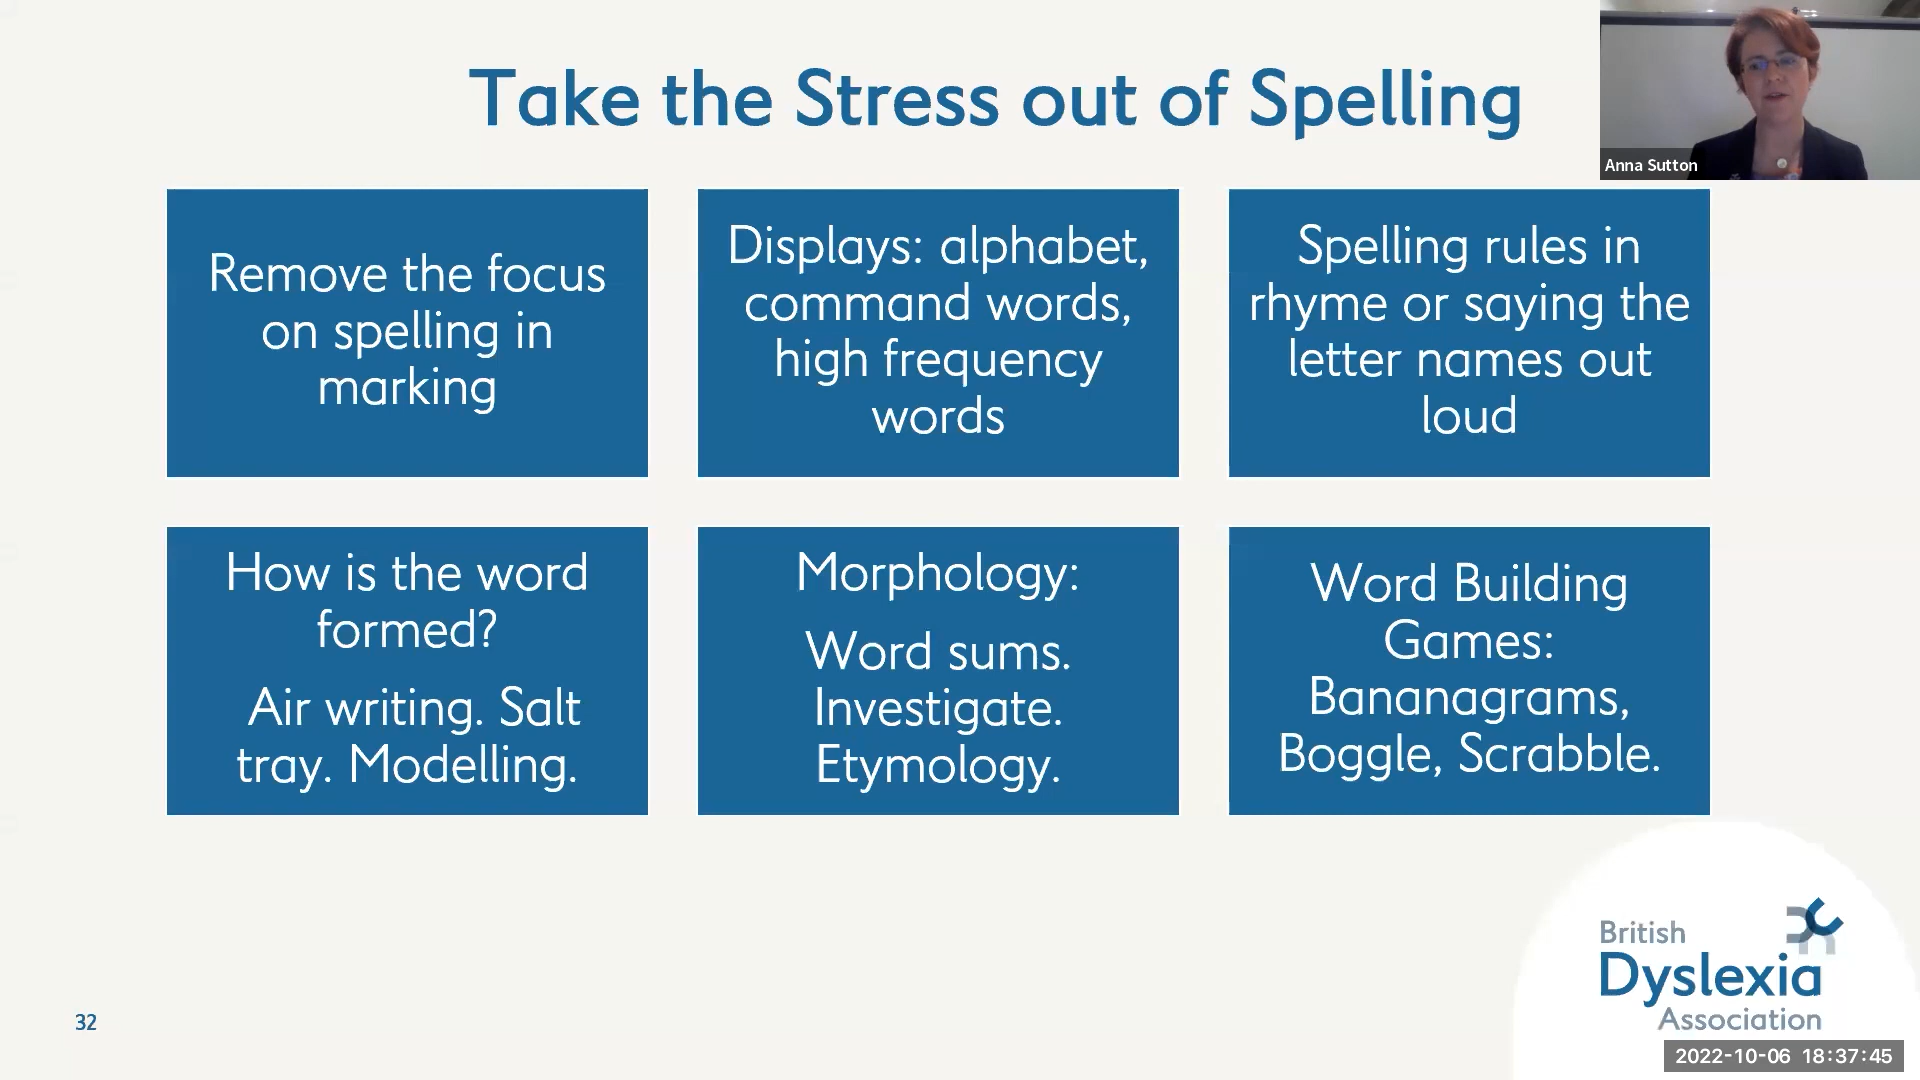 Take the Stress out of Spelling
Anna Sutton
Remove the focus
on spelling in
marking
Displays: alphabet,
command words,
high frequency
words
Spelling rules in
rhyme or saying the
letter names out
loud
How is the word
formed?
Air writing. Salt
tray. Modelling.
Morphology:
Word sums.
Investigate.
Etymology.
Word Building
Games:
Bananagrams,
Boggle, Scrabble.
British
Dyslexia
Association
32
2022-10-06 18:37:45